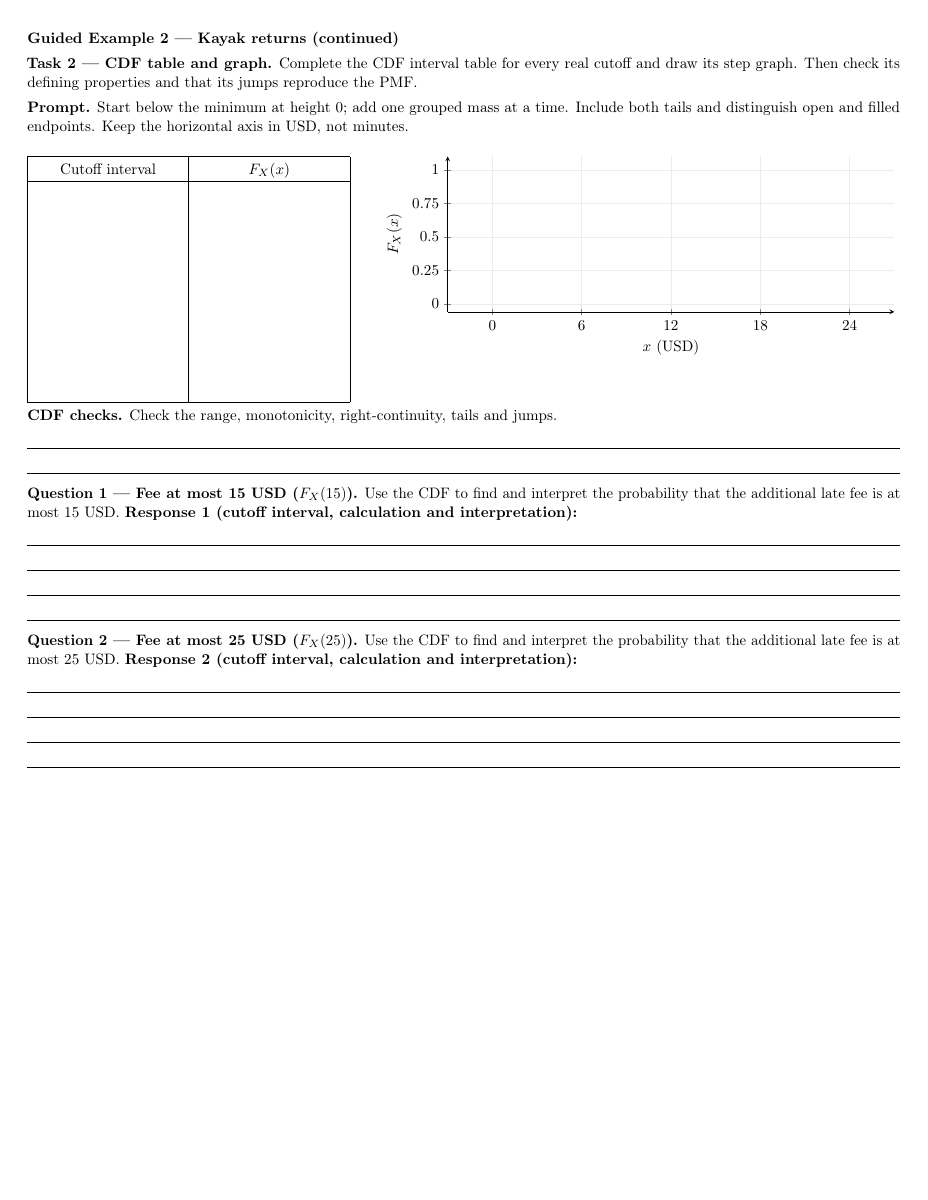 Guided Example 2 — Kayak returns (continued)
Task 2 — CDF table and graph. Complete the CDF interval table for every real cutoff and draw its step graph. Then check its
defining properties and that its jumps reproduce the PMF.
Prompt. Start below the minimum at height 0; add one grouped mass at a time. Include both tails and distinguish open and filled
endpoints. Keep the horizontal axis in USD, not minutes.
Cutoff interval
F_X(x)
1
0.75
0.5
0.25
0
F_X(x)
0 6 12 18 24
x (USD)
CDF checks. Check the range, monotonicity, right-continuity, tails and jumps.
Question 1 — Fee at most 15 USD (F_X(15)). Use the CDF to find and interpret the probability that the additional late fee is at
most 15 USD. Response 1 (cutoff interval, calculation and interpretation):
Question 2 — Fee at most 25 USD (F_X(25)). Use the CDF to find and interpret the probability that the additional late fee is at
most 25 USD. Response 2 (cutoff interval, calculation and interpretation):